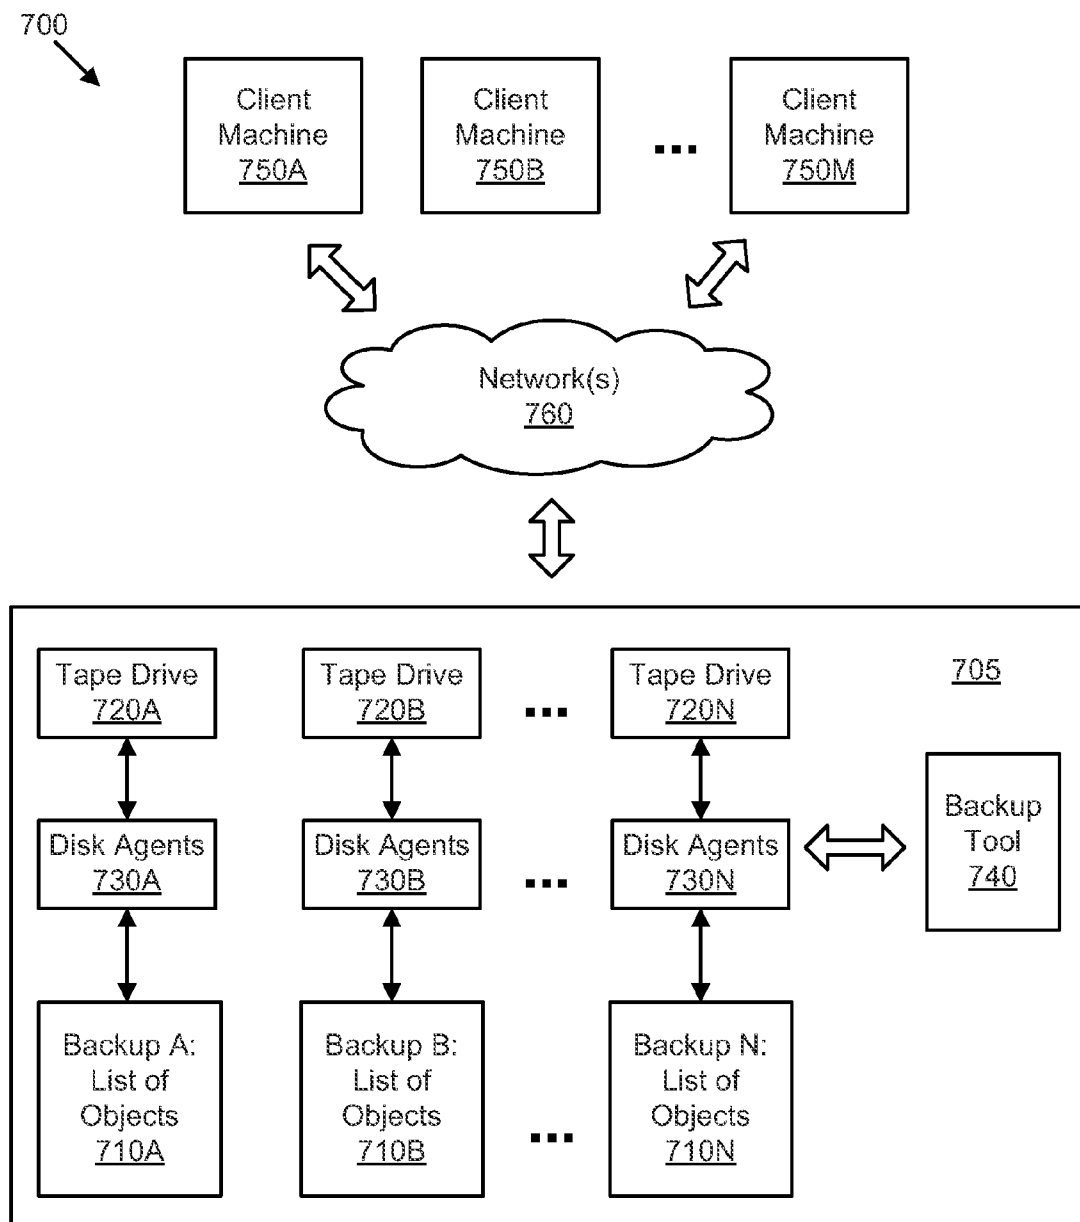 700
Client
Machine
750A
Client
Machine
750B
...
Client
Machine
750M
Network(s)
760
705
Tape Drive
720A
Tape Drive
720B
...
Tape Drive
720N
Disk Agents
730A
Disk Agents
730B
...
Disk Agents
730N
Backup
Tool
740
Backup A:
List of
Objects
710A
Backup B:
List of
Objects
710B
...
Backup N:
List of
Objects
710N